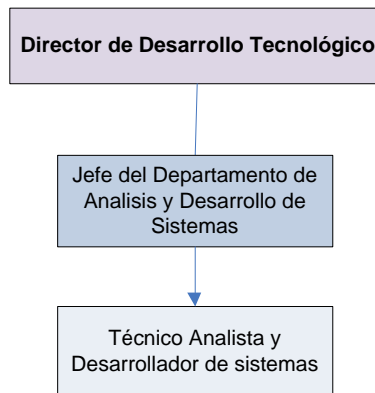 Director de Desarrollo Tecnológico
Jefe del Departamento de
Analisis y Desarrollo de
Sistemas
Técnico Analista y
Desarrollador de sistemas